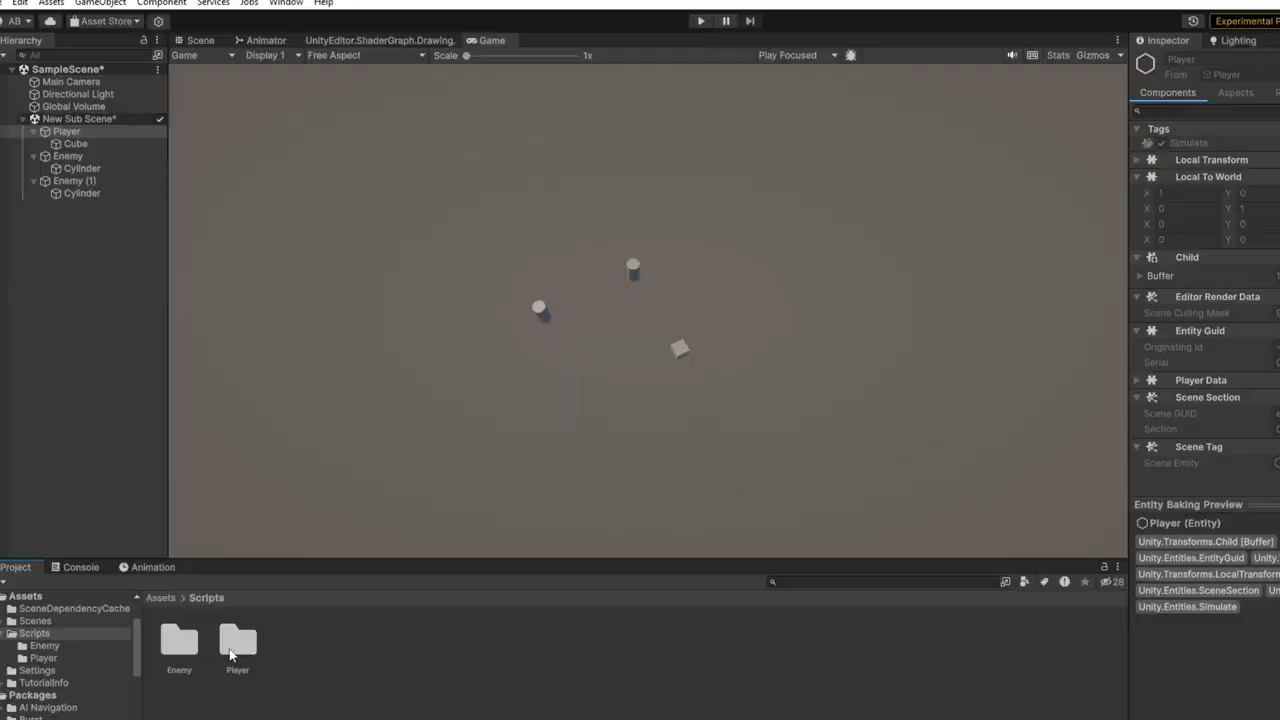 Edit Assets GameObject Component Services Jobs Window Help
AB Asset Store Experimental P
Hierarchy Scene Animator UnityEditor.ShaderGraph.Drawing. Game Inspector Lighting
All Game Display 1 Free Aspect Scale 1x Play Focused Stats Gizmos Player
SampleScene* From Player
Main Camera
Directional Light Components Aspects R
Global Volume
New Sub Scene*
Player Tags
Cube Simulate
Enemy Local Transform
Cylinder Local To World
Enemy (1) X 1 Y 0
Cylinder X 0 Y 1
X 0 Y 0
X 0 Y 0
Child
Buffer 1
Editor Render Data
Scene Culling Mask
Entity Guid
Originating Id
Serial
Player Data
Scene Section
Scene GUID
Section
Scene Tag
Scene Entity
Entity Baking Preview
Player (Entity)
Unity.Transforms.Child [Buffer]
Unity.Entities.EntityGuid Unity.
Unity.Transforms.LocalTransform
Unity.Entities.SceneSection Un
Unity.Entities.Simulate
Project Console Animation
28
Assets Assets > Scripts
SceneDependencyCache
Scenes
Scripts
Enemy
Player
Settings Enemy Player
TutorialInfo
Packages
AI Navigation
Burst